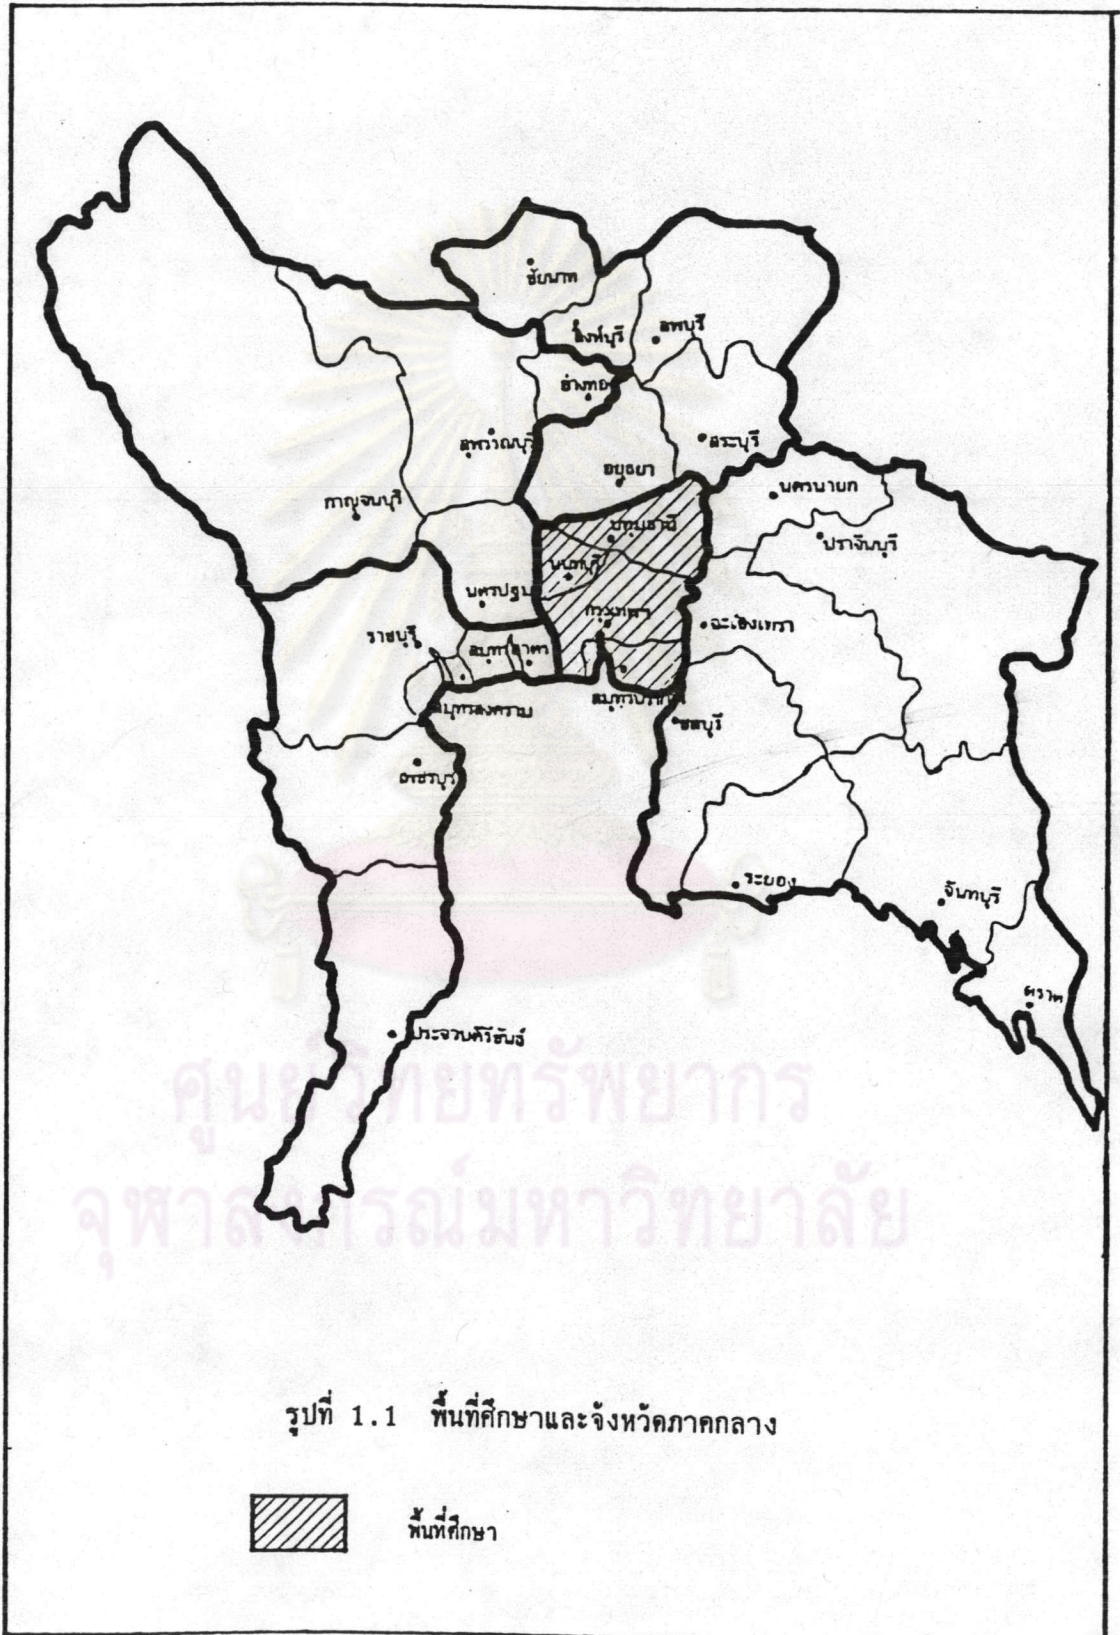 ชัยนาท
สิงห์บุรี
ลพบุรี
อ่างทอง
สุพรรณบุรี
สระบุรี
อยุธยา
นครนายก
กาญจนบุรี
ปทุมธานี
ปราจีนบุรี
นนทบุรี
นครปฐม
กรุงเทพฯ
ฉะเชิงเทรา
ราชบุรี
สมุทรสาคร
สมุทรปราการ
สมุทรสงคราม
ชลบุรี
เพชรบุรี
ระยอง
จันทบุรี
ตราด
ประจวบคีรีขันธ์
ศูนย์วิทยทรัพยากร
จุฬาลงกรณ์มหาวิทยาลัย
รูปที่ 1.1 พื้นที่ศึกษาและจังหวัดภาคกลาง
พื้นที่ศึกษา